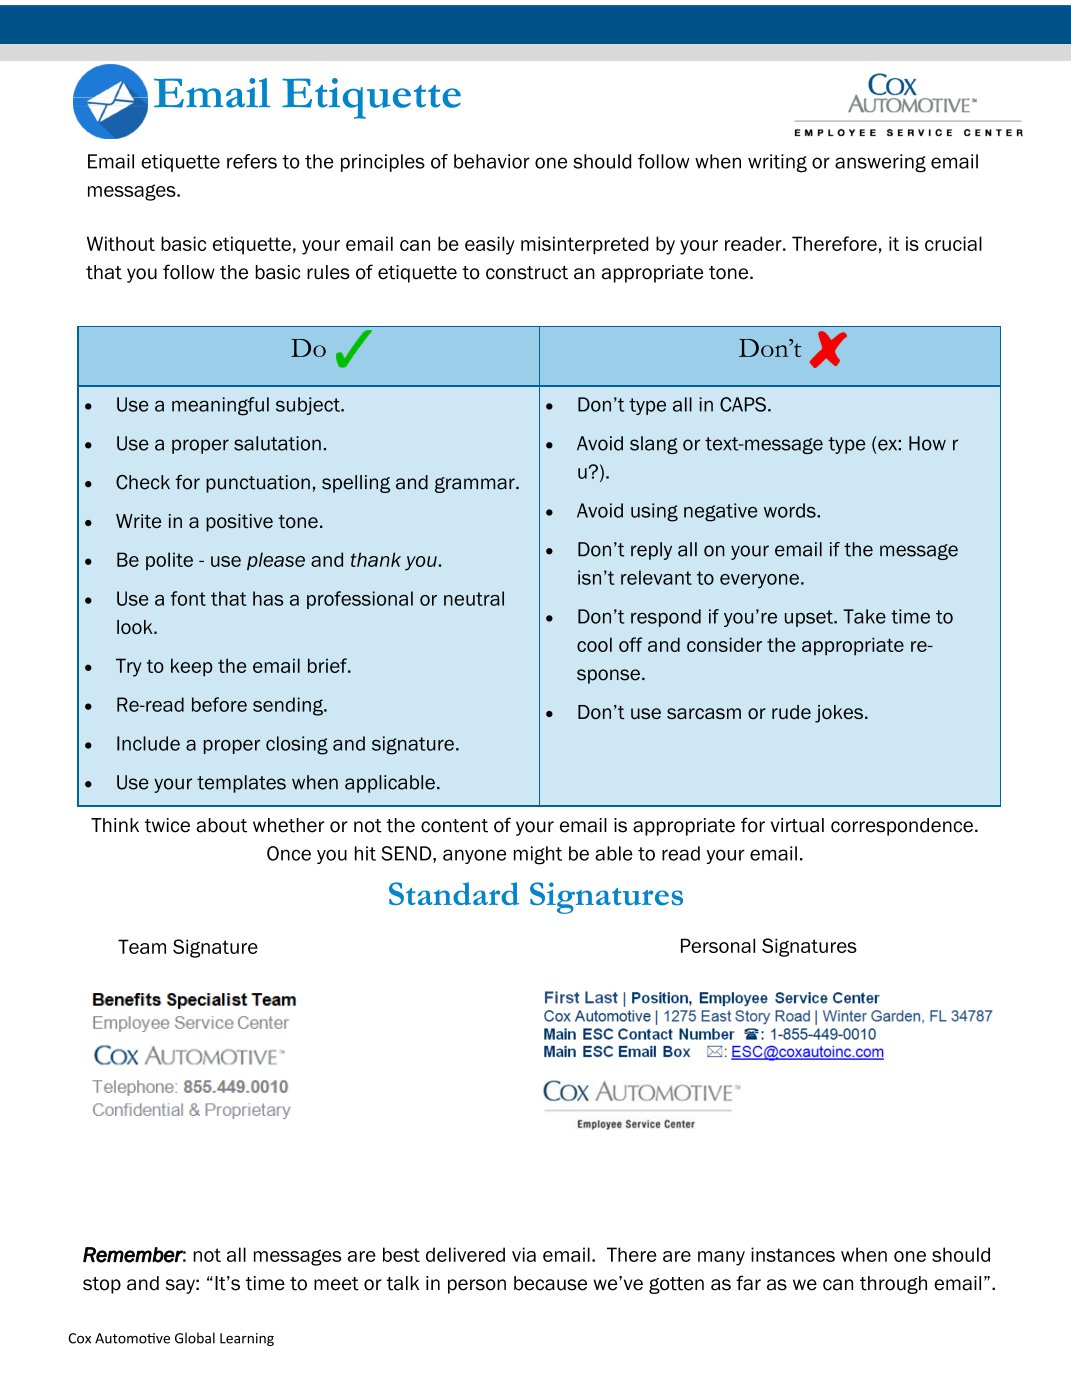 Email Etiquette
COX
AUTOMOTIVE™
EMPLOYEE SERVICE CENTER
Email etiquette refers to the principles of behavior one should follow when writing or answering email
messages.
Without basic etiquette, your email can be easily misinterpreted by your reader. Therefore, it is crucial
that you follow the basic rules of etiquette to construct an appropriate tone.
Do ✓
• Use a meaningful subject.
• Use a proper salutation.
• Check for punctuation, spelling and grammar.
• Write in a positive tone.
• Be polite - use please and thank you.
• Use a font that has a professional or neutral
look.
• Try to keep the email brief.
• Re-read before sending.
• Include a proper closing and signature.
• Use your templates when applicable.
Don’t ✘
• Don’t type all in CAPS.
• Avoid slang or text-message type (ex: How r
u?).
• Avoid using negative words.
• Don’t reply all on your email if the message
isn’t relevant to everyone.
• Don’t respond if you’re upset. Take time to
cool off and consider the appropriate re-
sponse.
• Don’t use sarcasm or rude jokes.
Think twice about whether or not the content of your email is appropriate for virtual correspondence.
Once you hit SEND, anyone might be able to read your email.
Standard Signatures
Team Signature
Benefits Specialist Team
Employee Service Center
COX AUTOMOTIVE™
Telephone: 855.449.0010
Confidential & Proprietary
Personal Signatures
First Last | Position, Employee Service Center
Cox Automotive | 1275 East Story Road | Winter Garden, FL 34787
Main ESC Contact Number ☎: 1-855-449-0010
Main ESC Email Box ✉: ESC@coxautoinc.com
COX AUTOMOTIVE™
Employee Service Center
Remember: not all messages are best delivered via email.  There are many instances when one should
stop and say: “It’s time to meet or talk in person because we’ve gotten as far as we can through email”.
Cox Automotive Global Learning